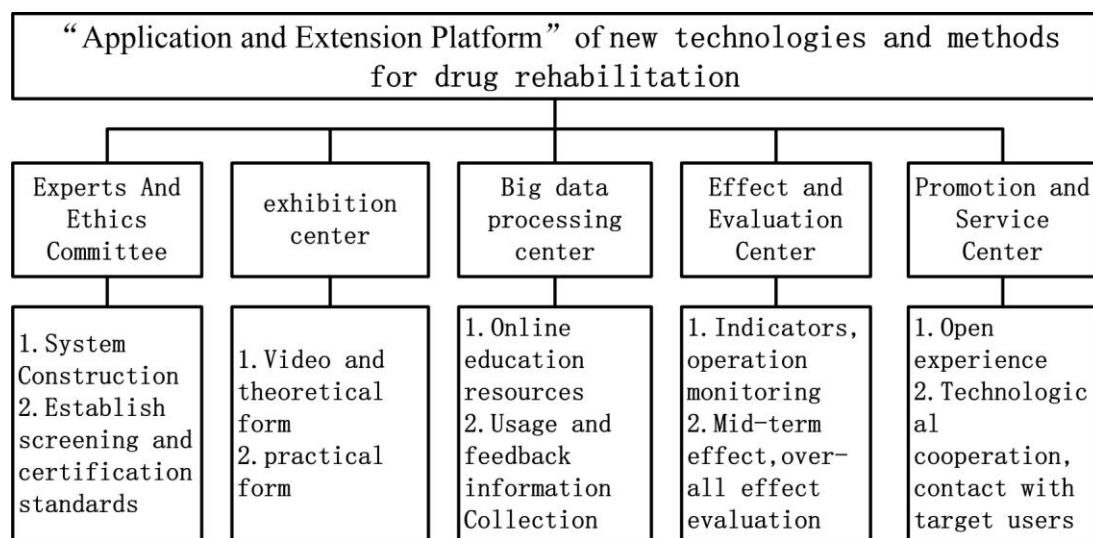 “Application and Extension Platform” of new technologies and methods
for drug rehabilitation
Experts And
Ethics
Committee
exhibition
center
Big data
processing
center
Effect and
Evaluation
Center
Promotion and
Service
Center
1.System
Construction
2.Establish
screening and
certification
standards
1.Video and
theoretical
form
2.practical
form
1.Online
education
resources
2.Usage and
feedback
information
Collection
1.Indicators,
operation
monitoring
2.Mid-term
effect,over-
all effect
evaluation
1.Open
experience
2.Technologic
al
cooperation,
contact with
target users